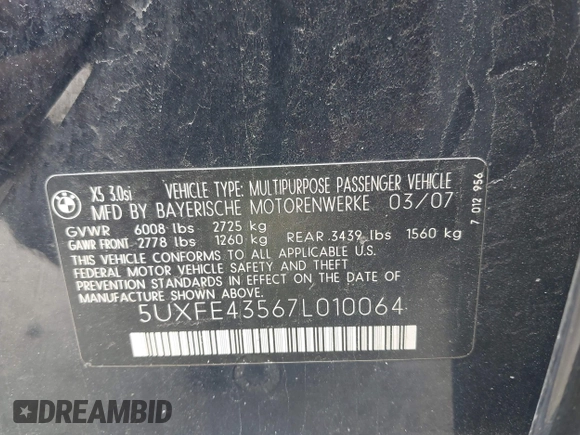 BMW
X5 3.0si VEHICLE TYPE: MULTIPURPOSE PASSENGER VEHICLE
MFD BY BAYERISCHE MOTORENWERKE 03/07
GVWR 6008 lbs 2725 kg
GAWR FRONT 2778 lbs 1260 kg REAR 3439 lbs 1560 kg
THIS VEHICLE CONFORMS TO ALL APPLICABLE U.S.
FEDERAL MOTOR VEHICLE SAFETY AND THEFT
PREVENTION STANDARDS IN EFFECT ON THE DATE OF
MANUFACTURE SHOWN ABOVE.
5UXFE43567L010064
7 012 956
DREAMBID